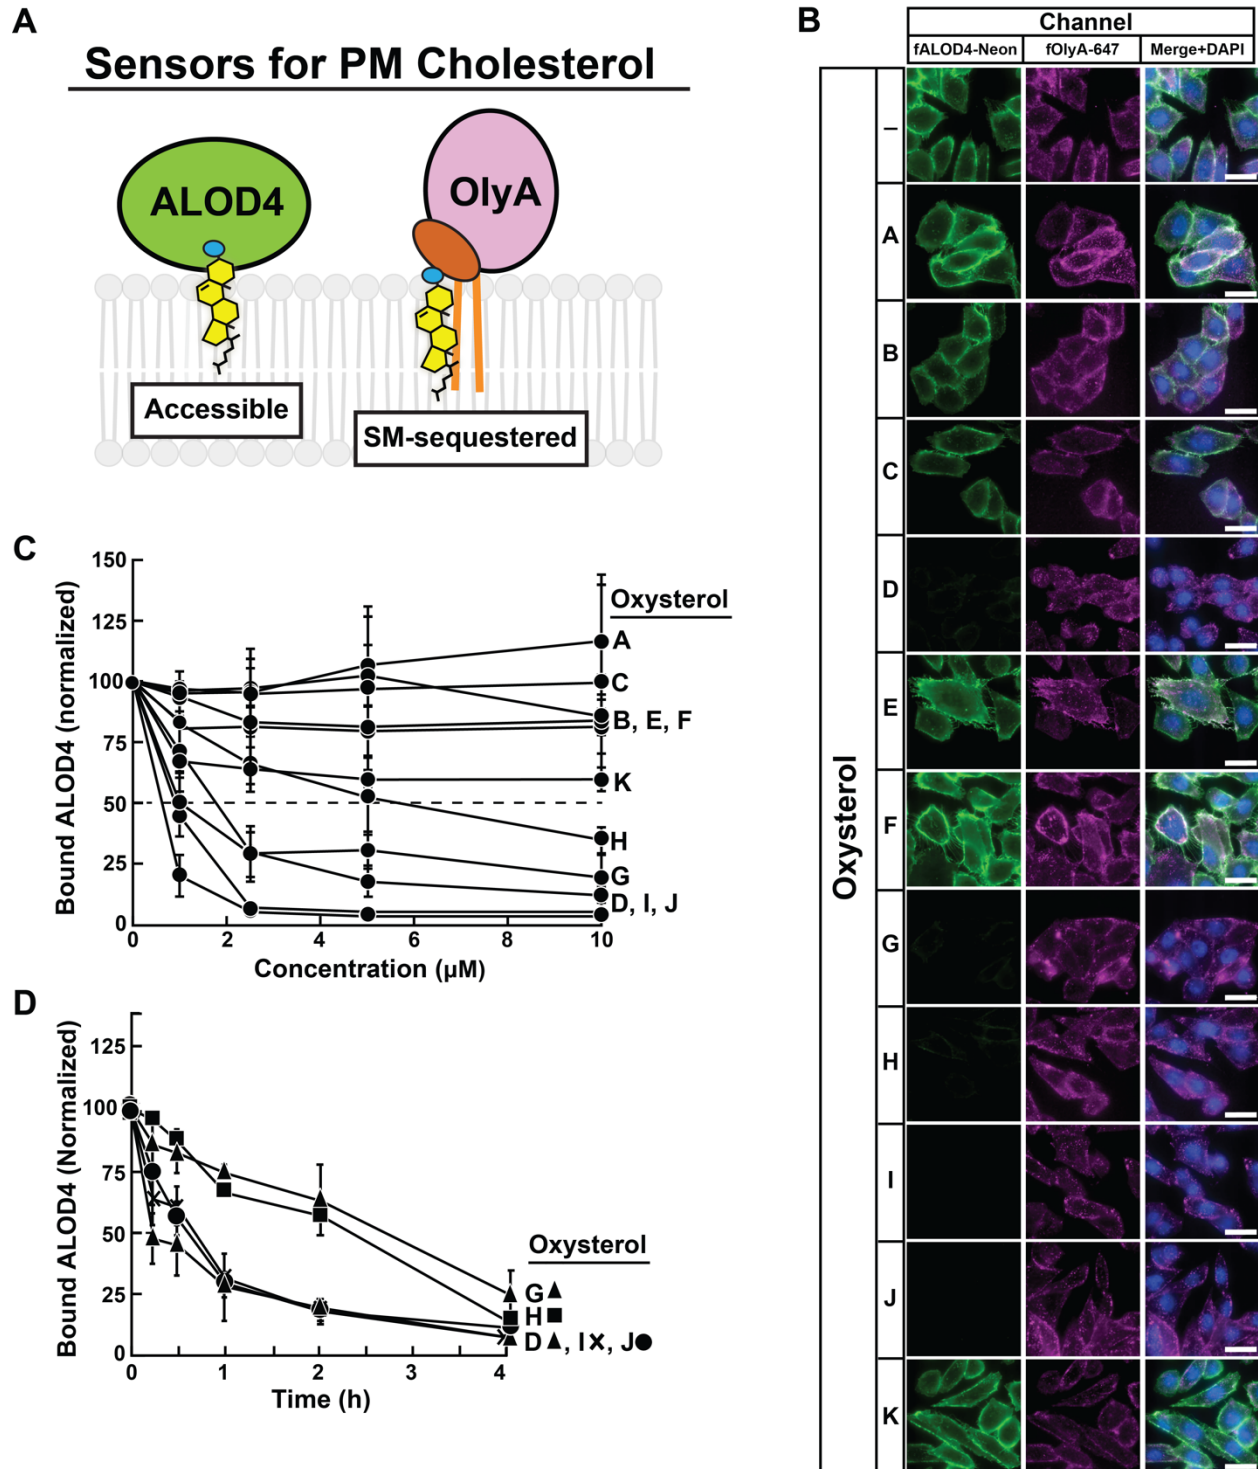 A
Sensors for PM Cholesterol
ALOD4
OlyA
Accessible
SM-sequestered
B
Channel
fALOD4-Neon fOlyA-647 Merge+DAPI
Oxysterol
–
A
B
C
D
E
F
G
H
I
J
K
C
Bound ALOD4 (normalized)
150
125
100
75
50
25
0
0 2 4 6 8 10
Concentration (μM)
Oxysterol
A
C
B, E, F
K
H
G
D, I, J
D
Bound ALOD4 (Normalized)
125
100
75
50
25
0
0 1 2 3 4
Time (h)
Oxysterol
G
H
D , I , J